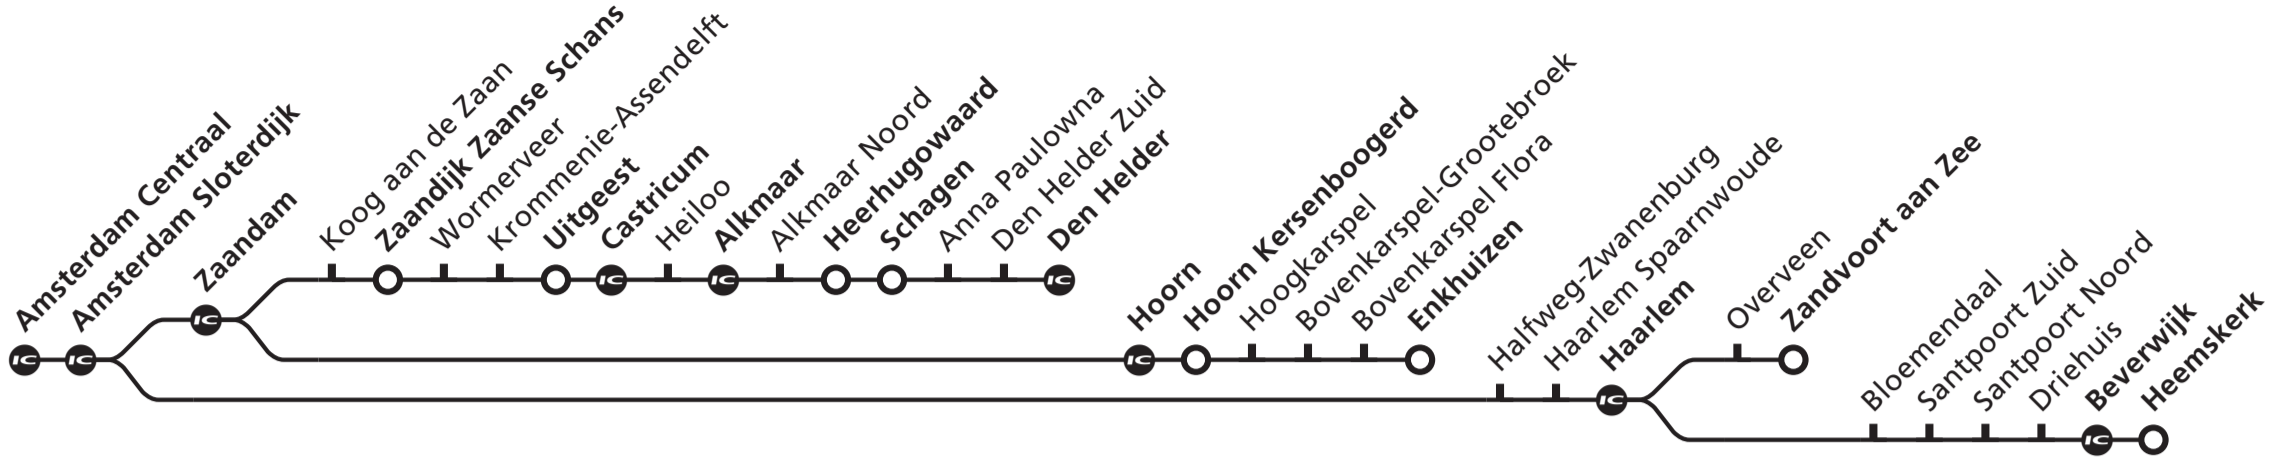 Amsterdam Centraal
Amsterdam Sloterdijk
Zaandam
Koog aan de Zaan
Zaandijk Zaanse Schans
Wormerveer
Krommenie-Assendelft
Uitgeest
Castricum
Heiloo
Alkmaar
Alkmaar Noord
Heerhugowaard
Schagen
Anna Paulowna
Den Helder Zuid
Den Helder
Hoorn
Hoorn Kersenboogerd
Hoogkarspel
Bovenkarspel-Grootebroek
Bovenkarspel Flora
Enkhuizen
Halfweg-Zwanenburg
Haarlem Spaarnwoude
Haarlem
Overveen
Zandvoort aan Zee
Bloemendaal
Santpoort Zuid
Santpoort Noord
Driehuis
Beverwijk
Heemskerk
IC
IC
IC
IC
IC
IC
IC
IC
IC